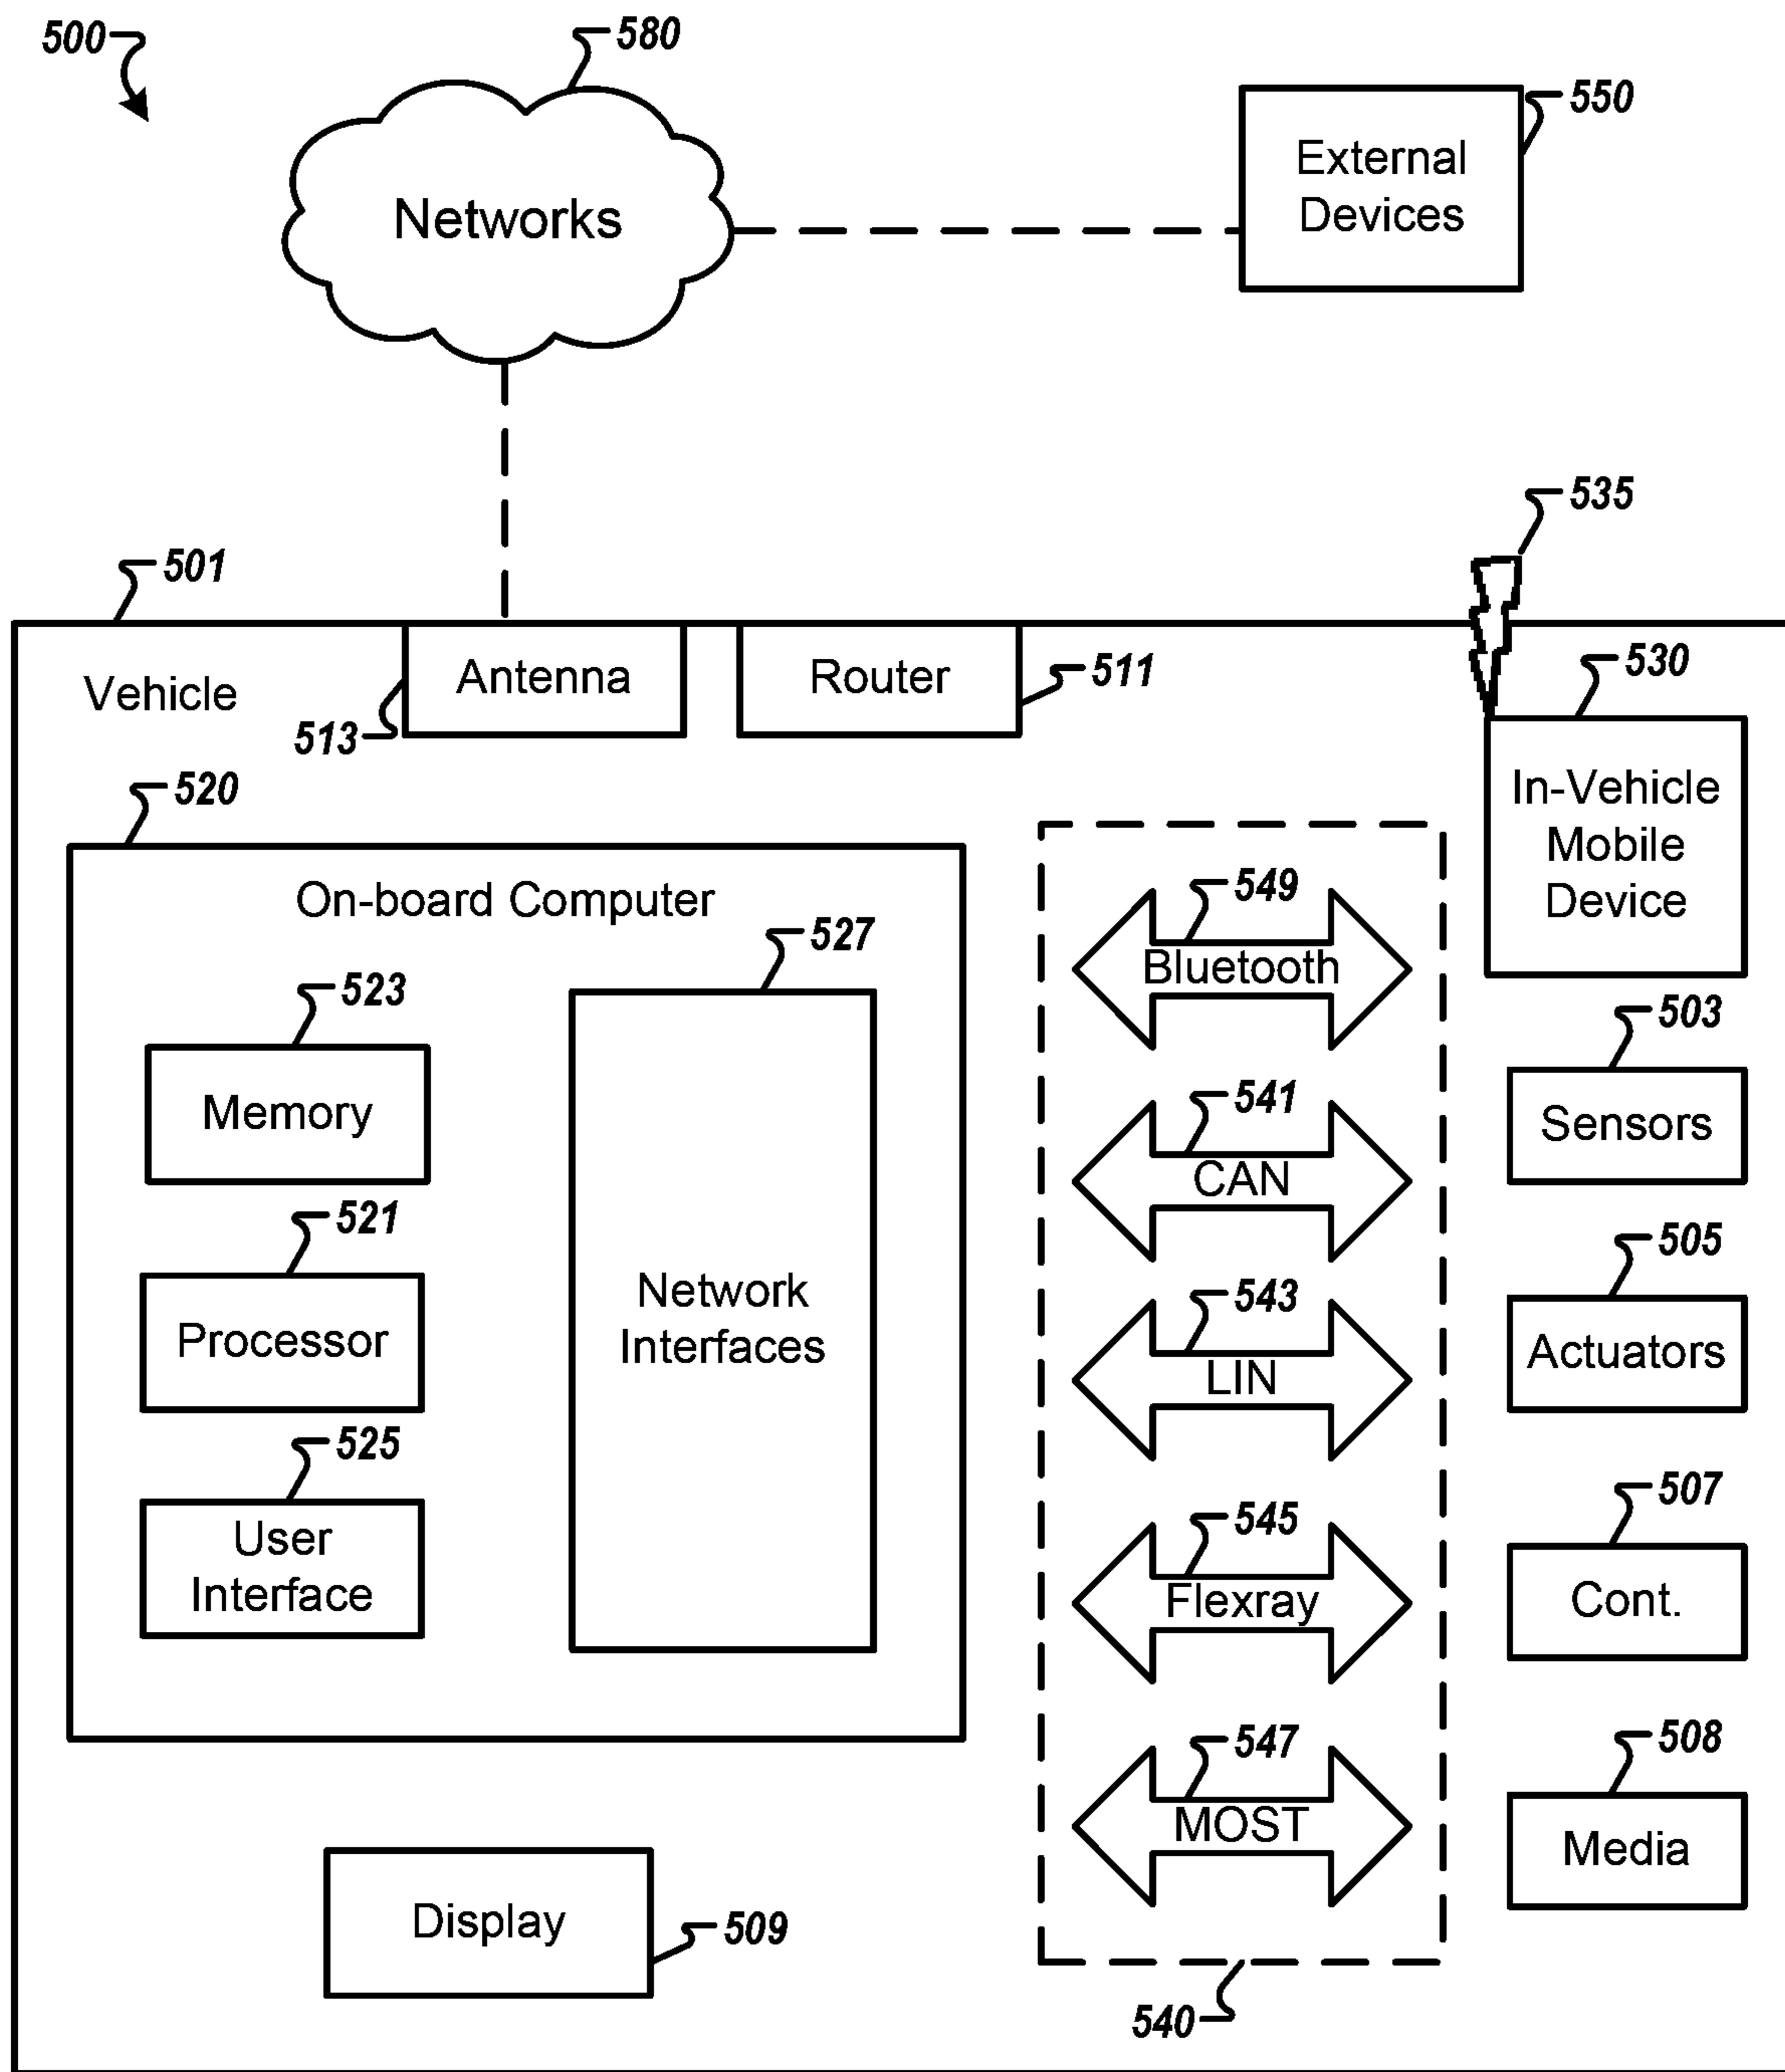 500
580
550
Networks
External
Devices
535
501
530
Vehicle
Antenna
Router
511
513
520
In-Vehicle
Mobile
Device
On-board Computer
549
527
Bluetooth
523
503
Memory
541
Sensors
CAN
521
505
Processor
Network
Interfaces
543
Actuators
LIN
525
507
User
Interface
545
Flexray
Cont.
547
508
MOST
Media
Display
509
540